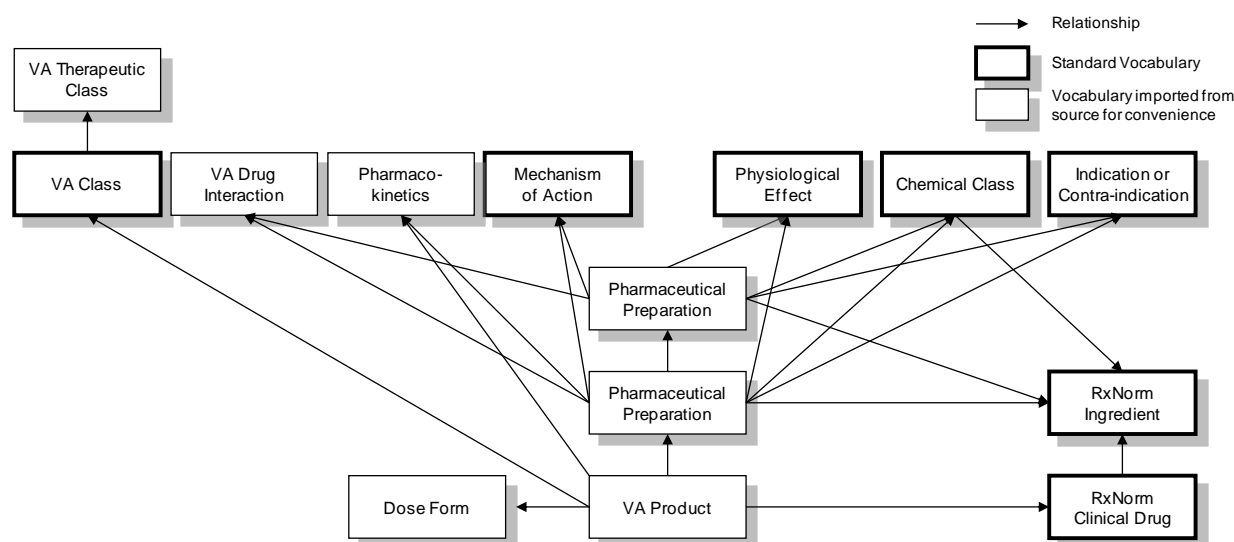 Relationship
Standard Vocabulary
Vocabulary imported from
source for convenience
VA Therapeutic
Class
VA Class
VA Drug
Interaction
Pharmaco-
kinetics
Mechanism
of Action
Physiological
Effect
Chemical Class
Indication or
Contra-indication
Pharmaceutical
Preparation
Pharmaceutical
Preparation
RxNorm
Ingredient
Dose Form
VA Product
RxNorm
Clinical Drug